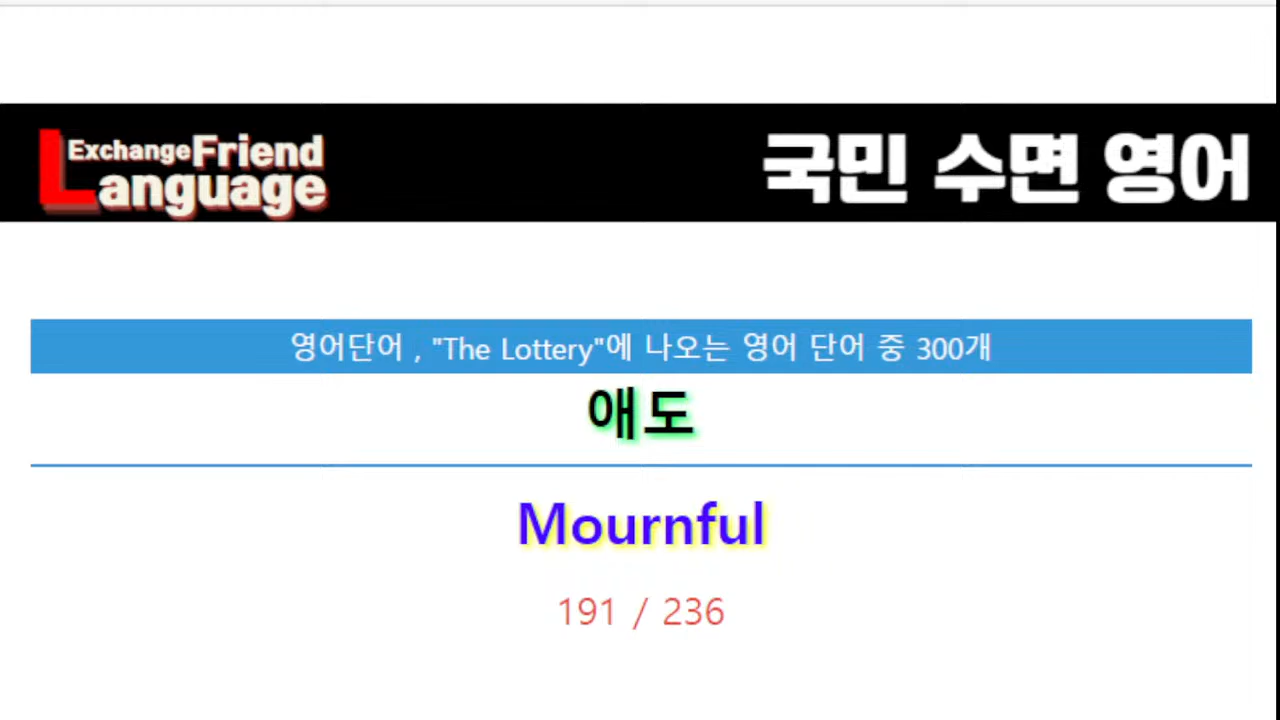 Exchange Friend
Language
국민 수면 영어
영어단어 , "The Lottery"에 나오는 영어 단어 중 300개
애도
Mournful
191 / 236